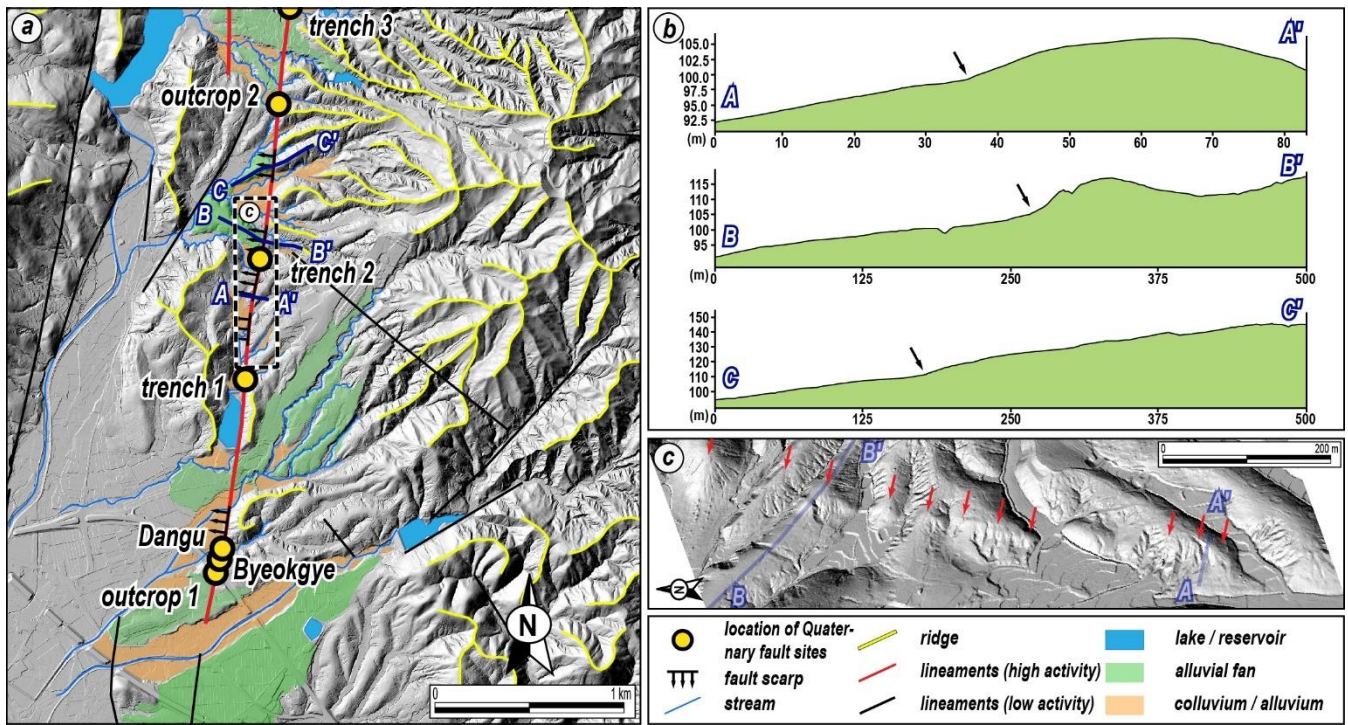 a
trench 3
outcrop 2
C'
C
c
B
B'
trench 2
A
A'
trench 1
Dangu
Byeokgye
outcrop 1
N
0
1 km
b
A'
105.0
102.5
100.0
97.5
95.0
92.5
A
(m) 0 10 20 30 40 50 60 70 80
B'
115
110
105
100
95
B
(m) 0 125 250 375 500
C'
150
140
130
120
110
100
C
(m) 0 125 250 375 500
c
B'
0
200 m
A'
N
B
A
location of Quater-
nary fault sites
fault scarp
stream
ridge
lineaments (high activity)
lineaments (low activity)
lake / reservoir
alluvial fan
colluvium / alluvium